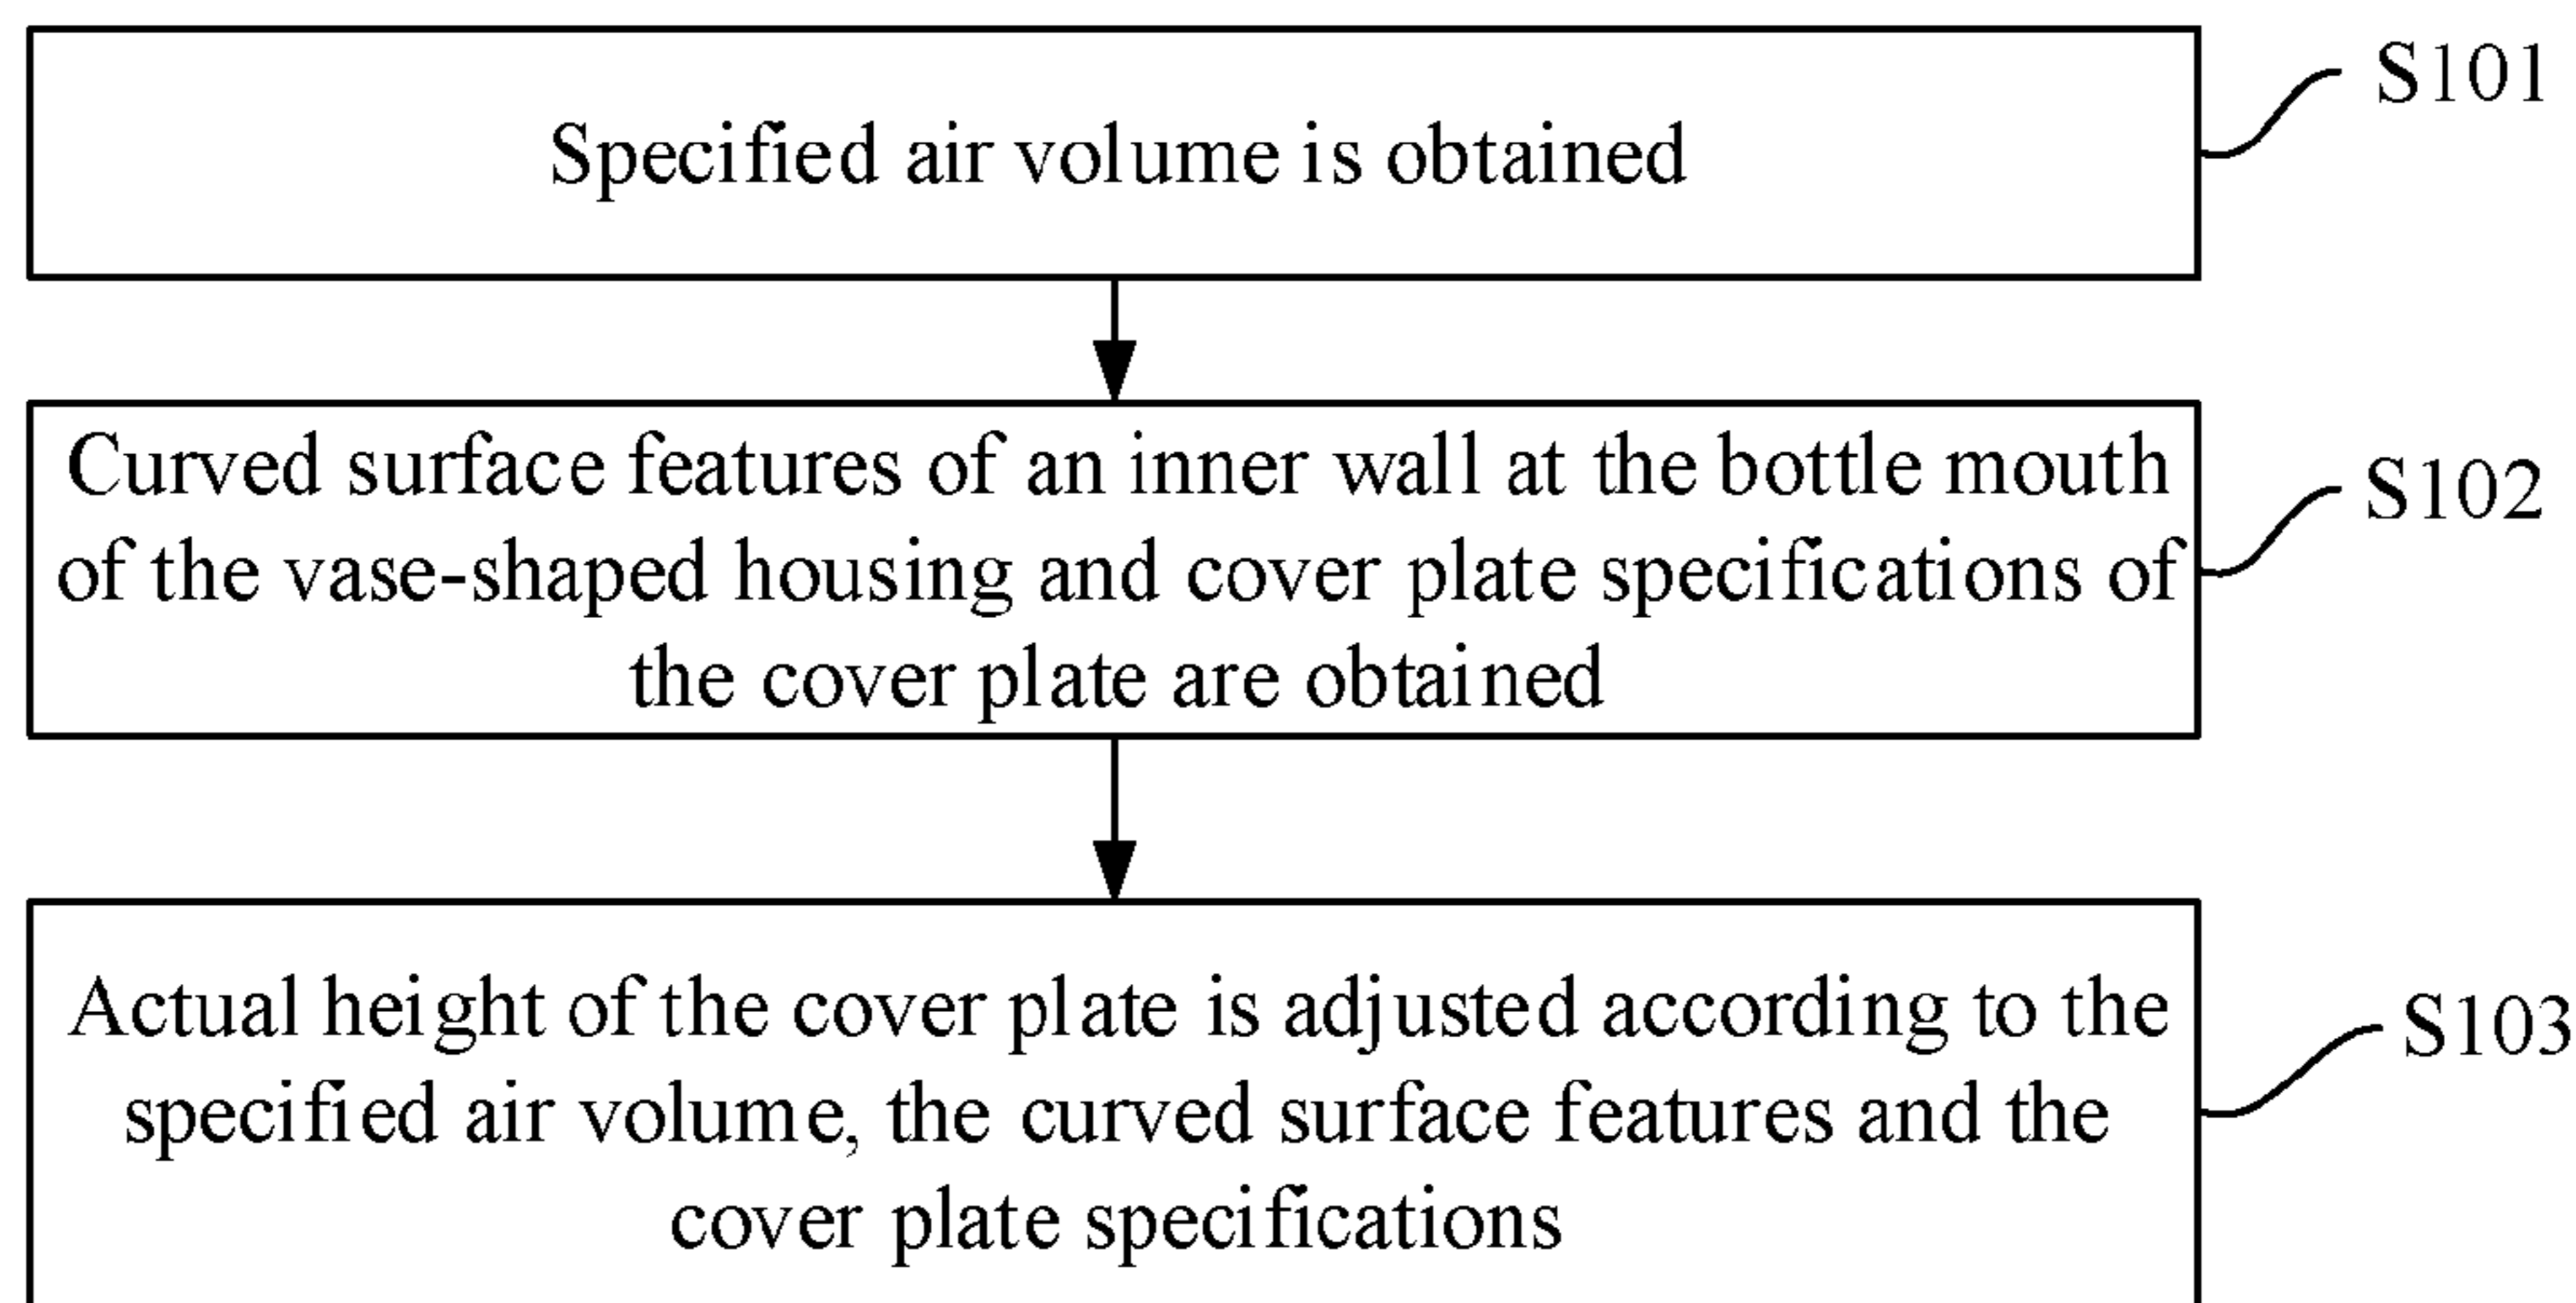 Specified air volume is obtained
S101
Curved surface features of an inner wall at the bottle mouth
of the vase-shaped housing and cover plate specifications of
the cover plate are obtained
S102
Actual height of the cover plate is adjusted according to the
specified air volume, the curved surface features and the
cover plate specifications
S103